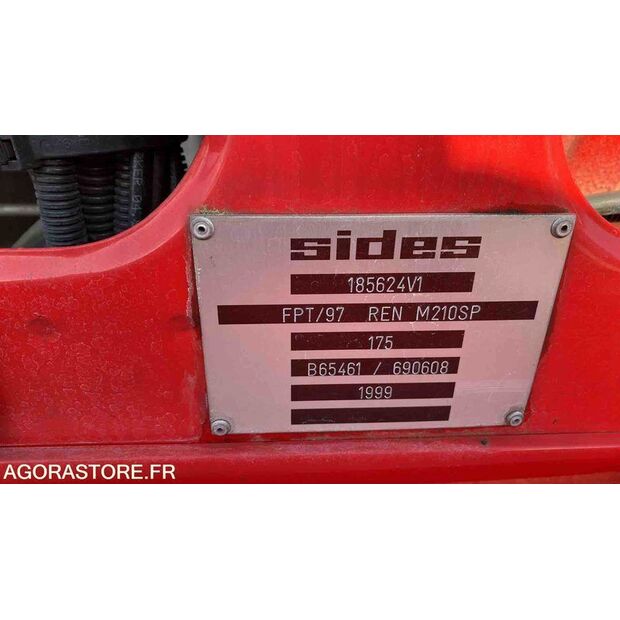 sides
185624V1
FPT/97 REN M210SP
175
B65461 / 690608
1999
AGORASTORE.FR